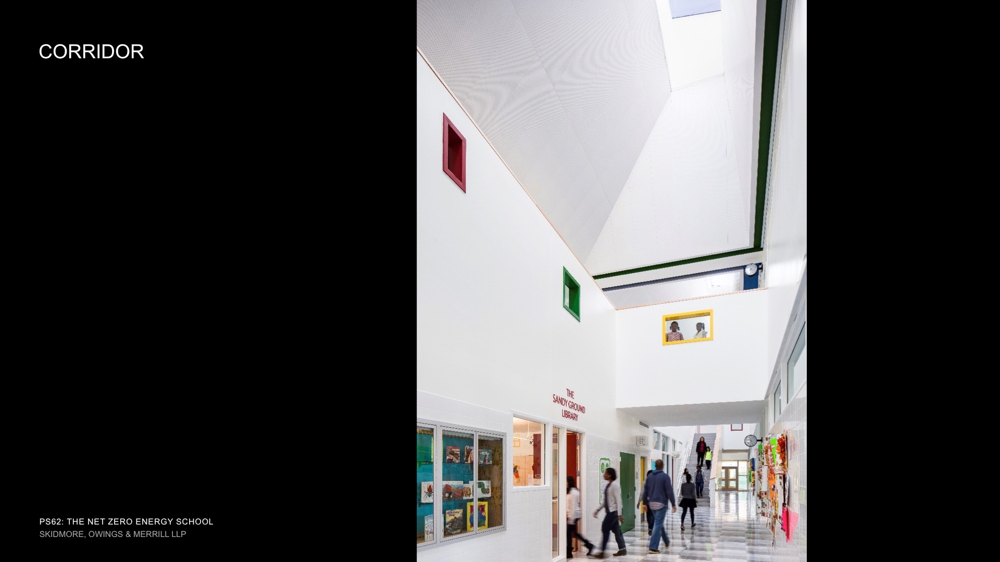 CORRIDOR
THE
SANDY GROUND
LIBRARY
PS62: THE NET ZERO ENERGY SCHOOL
SKIDMORE, OWINGS & MERRILL LLP